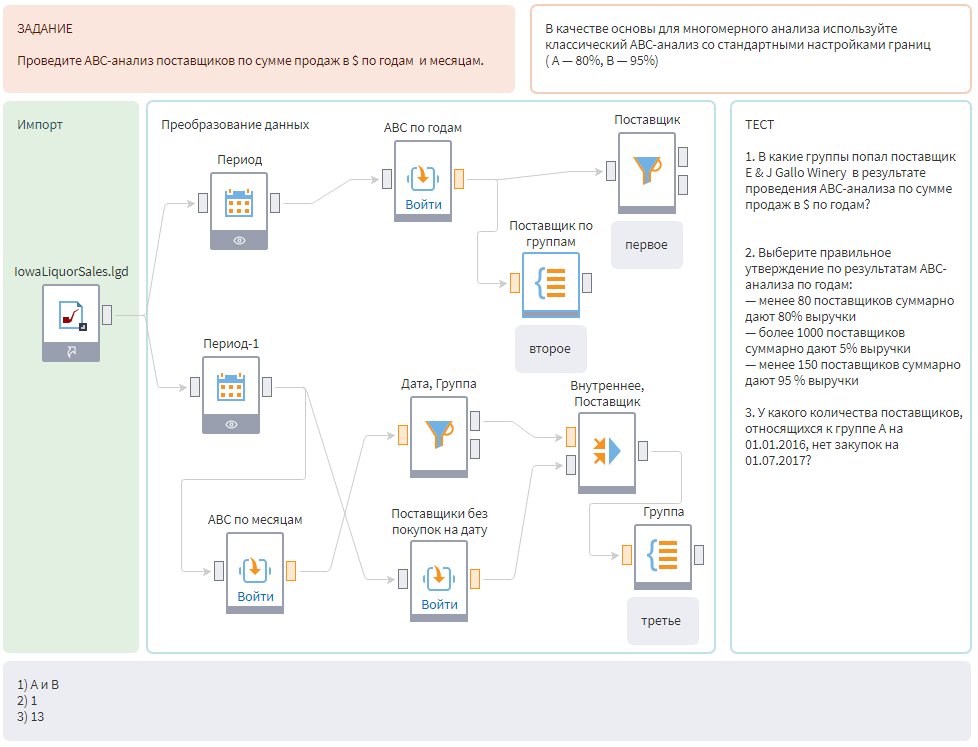 ЗАДАНИЕ
Проведите АВС-анализ поставщиков по сумме продаж в $ по годам и месяцам.
В качестве основы для многомерного анализа используйте
классический АВС-анализ со стандартными настройками границ
( А — 80%, В — 95%)
Импорт
IowaLiquorSales.lgd
Преобразование данных
Период
АВС по годам
Войти
Поставщик
первое
Поставщик по
группам
второе
Период-1
Дата, Группа
Внутреннее,
Поставщик
АВС по месяцам
Войти
Поставщики без
покупок на дату
Войти
Группа
третье
ТЕСТ
1. В какие группы попал поставщик
E & J Gallo Winery в результате
проведения АВС-анализа по сумме
продаж в $ по годам?
2. Выберите правильное
утверждение по результатам АВС-
анализа по годам:
— менее 80 поставщиков суммарно
дают 80% выручки
— более 1000 поставщиков
суммарно дают 5% выручки
— менее 150 поставщиков суммарно
дают 95 % выручки
3. У какого количества поставщиков,
относящихся к группе А на
01.01.2016, нет закупок на
01.07.2017?
1) А и В
2) 1
3) 13